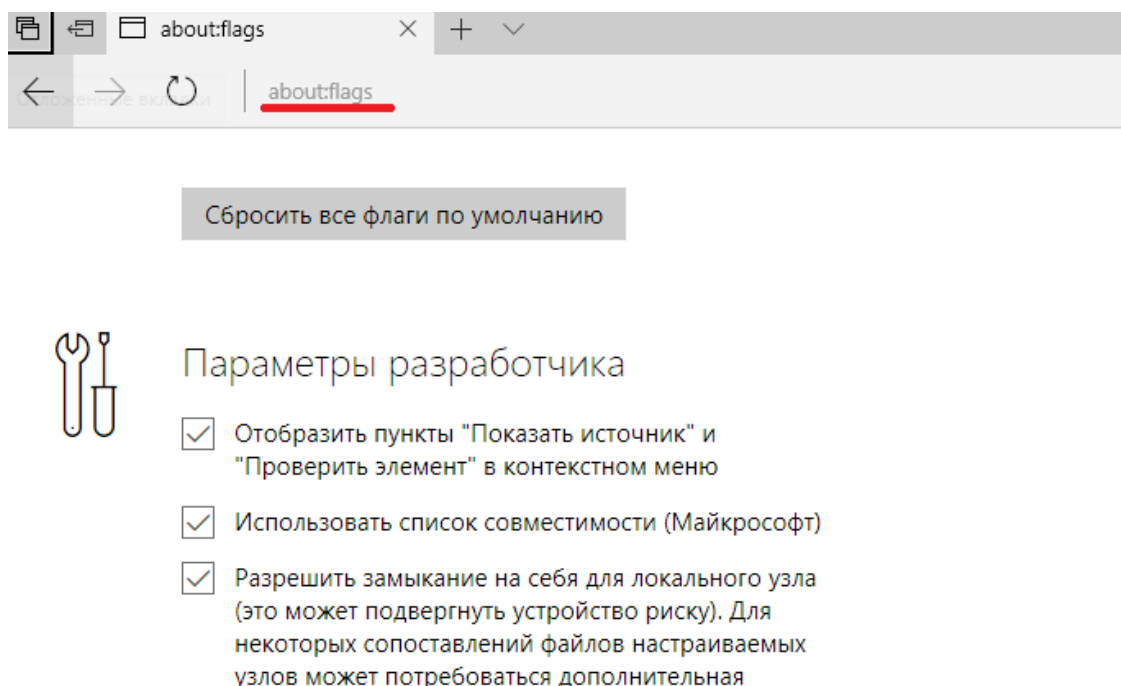 about:flags
about:flags
Отложенные вкладки
Сбросить все флаги по умолчанию
Параметры разработчика
Отобразить пункты "Показать источник" и
"Проверить элемент" в контекстном меню
Использовать список совместимости (Майкрософт)
Разрешить замыкание на себя для локального узла
(это может подвергнуть устройство риску). Для
некоторых сопоставлений файлов настраиваемых
узлов может потребоваться дополнительная